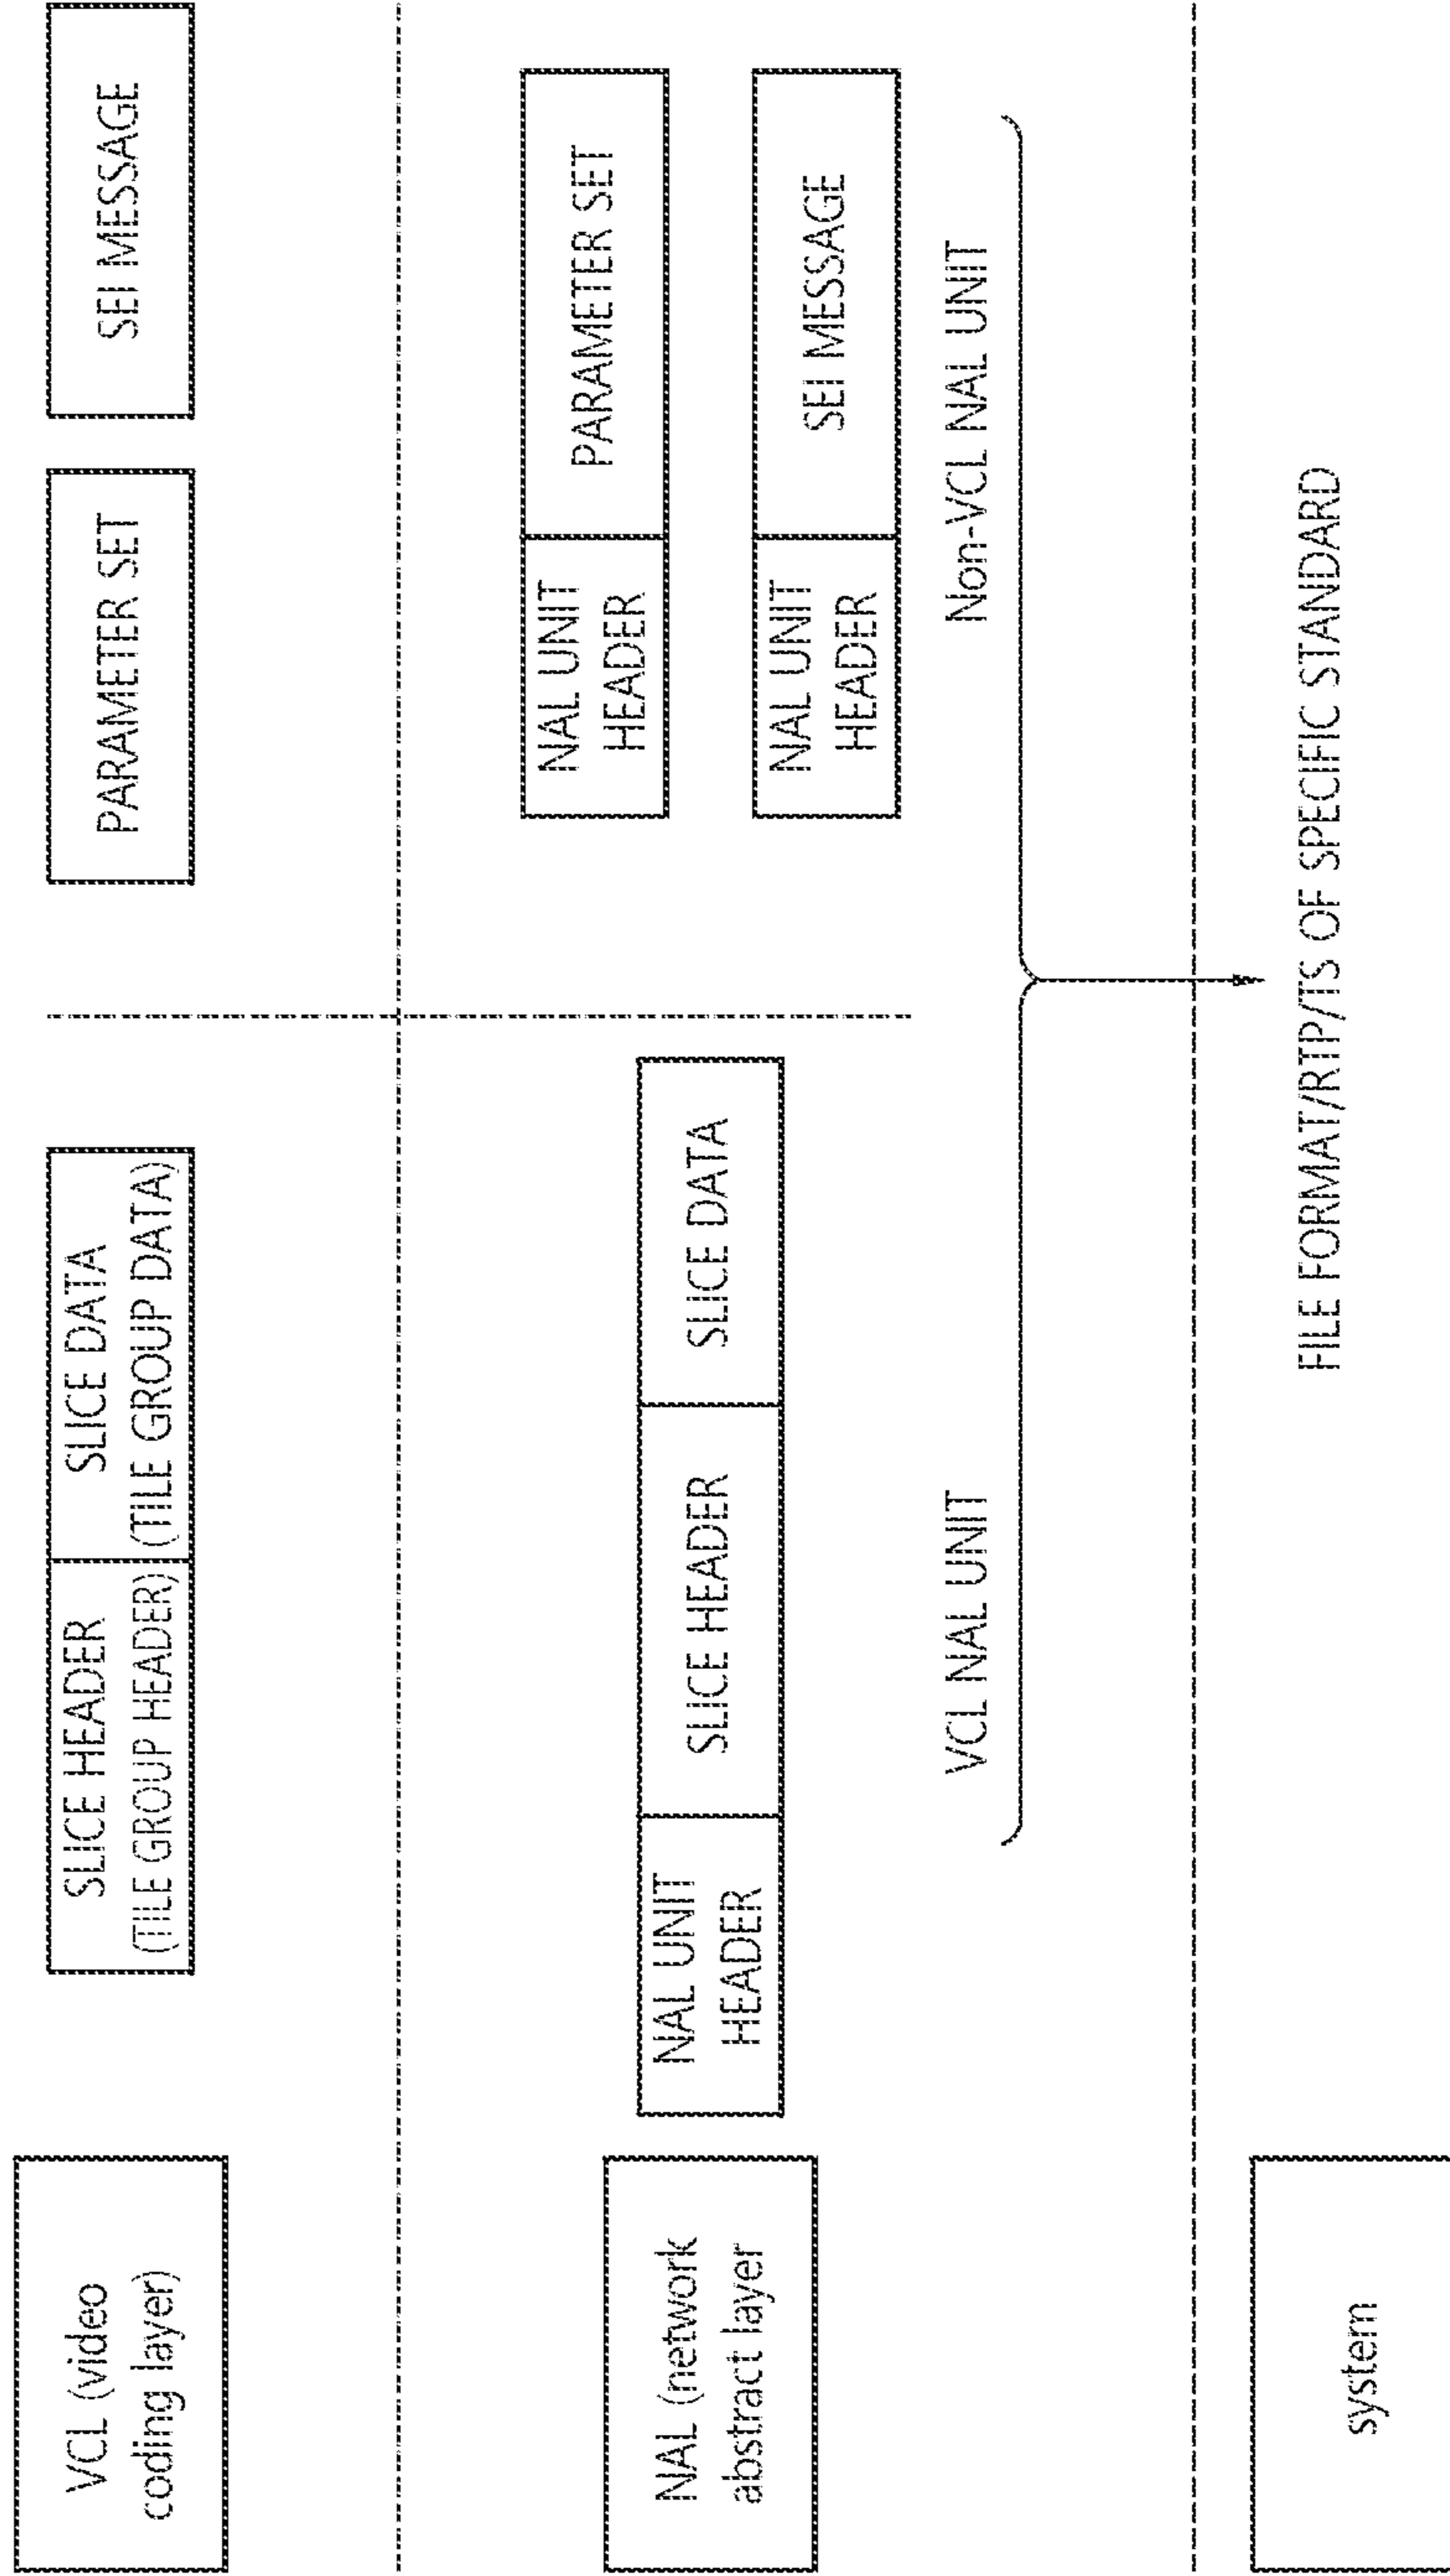 VCL (video
coding layer)
SLICE HEADER
(TILE GROUP HEADER)
SLICE DATA
(TILE GROUP DATA)
PARAMETER SET
SEI MESSAGE
NAL (network
abstract layer
NAL UNIT
HEADER
SLICE HEADER
SLICE DATA
NAL UNIT
HEADER
PARAMETER SET
NAL UNIT
HEADER
SEI MESSAGE
VCL NAL UNIT
Non-VCL NAL UNIT
system
FILE FORMAT/RTP/TS OF SPECIFIC STANDARD